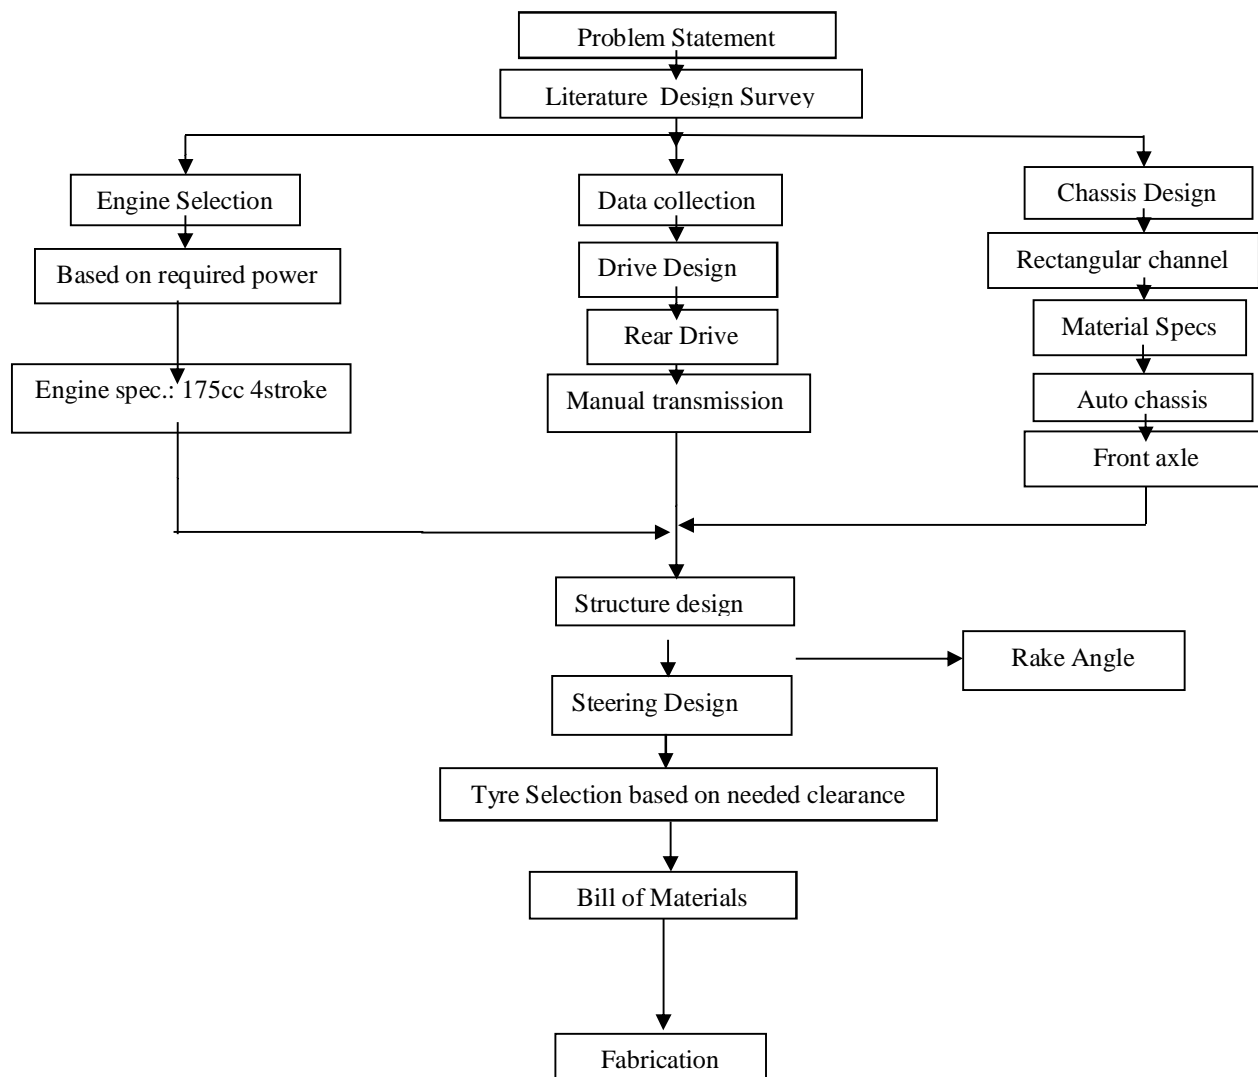 Problem Statement
Literature Design Survey
Engine Selection
Data collection
Chassis Design
Based on required power
Drive Design
Rectangular channel
Rear Drive
Material Specs
Engine spec.: 175cc 4stroke
Manual transmission
Auto chassis
Front axle
Structure design
Rake Angle
Steering Design
Tyre Selection based on needed clearance
Bill of Materials
Fabrication